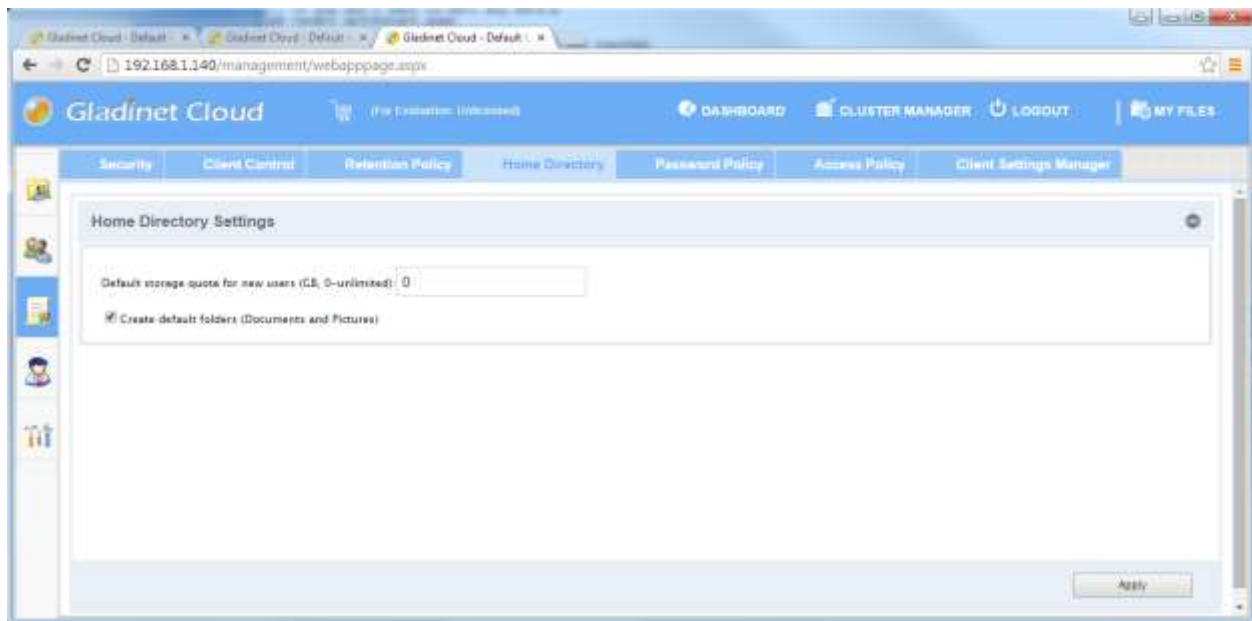 Gladinet Cloud - Default
Gladinet Cloud - Default
Gladinet Cloud - Default
192.168.1.140/management/webapppage.aspx
Gladinet Cloud
(For Evaluation Unlicensed)
DASHBOARD
CLUSTER MANAGER
LOGOUT
MY FILES
Security
Client Control
Retention Policy
Home Directory
Password Policy
Access Policy
Client Settings Manager
Home Directory Settings
Default storage quota for new users (GB, 0-unlimited): 0
Create default folders (Documents and Pictures)
Apply